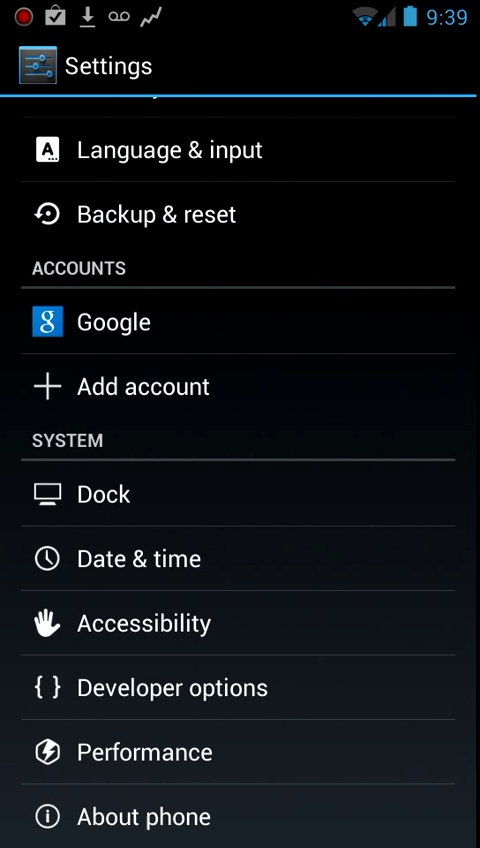 9:39
Settings
Language & input
Backup & reset
ACCOUNTS
Google
Add account
SYSTEM
Dock
Date & time
Accessibility
Developer options
Performance
About phone